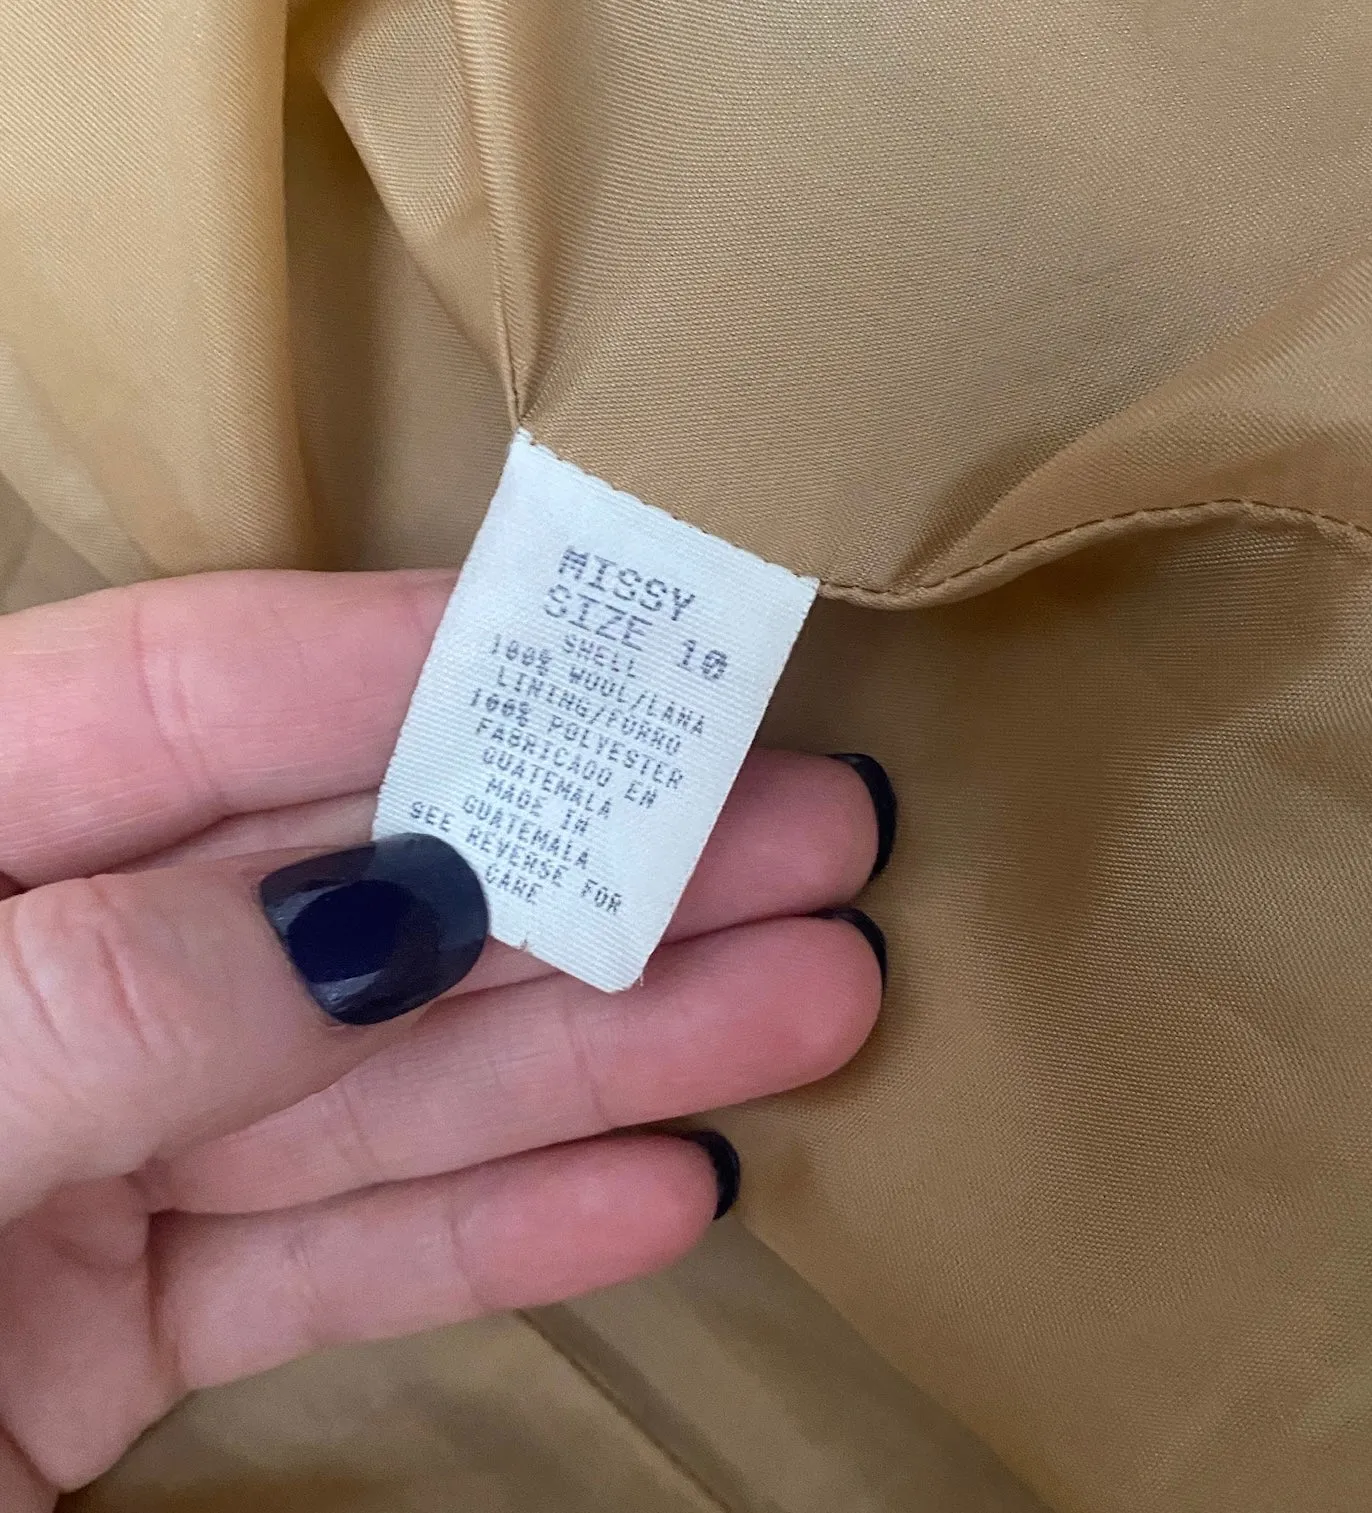 MISSY
SIZE 10
SHELL
100% WOOL/LANA
LINING/FORRO
100% POLYESTER
FABRICADO EN
GUATEMALA
MADE IN
GUATEMALA
SEE REVERSE FOR
CARE